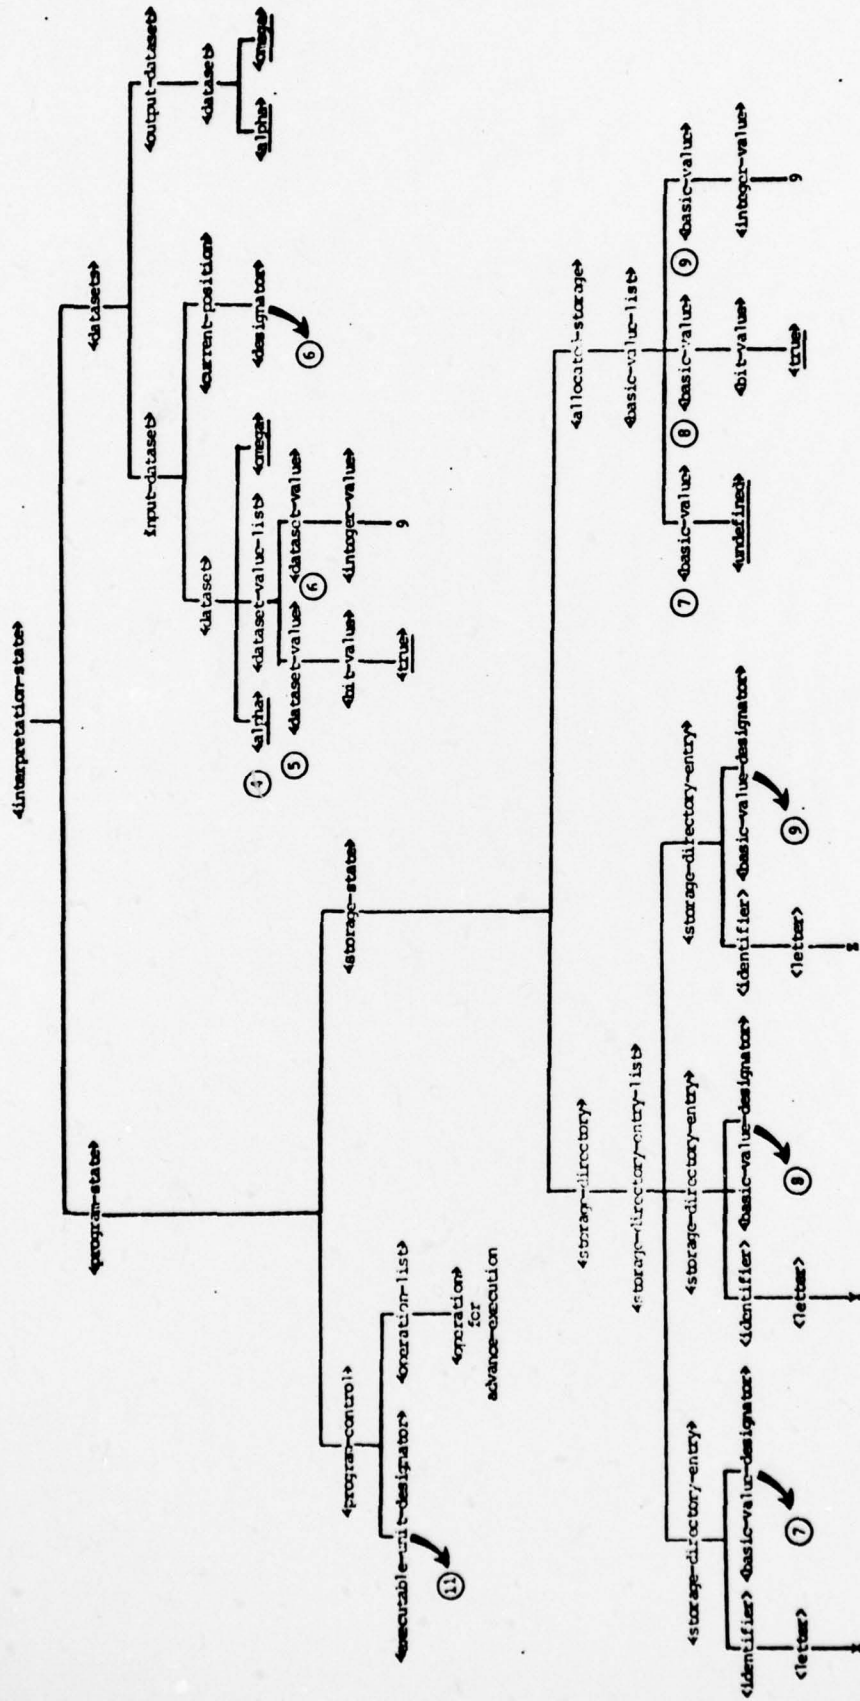 <interpretation-state>
<program-state> <datasets>
<input-dataset> <output-dataset>
<dataset> <current-position> <dataset>
4 <alpha> <dataset-value-list> <omega> <designator> <alpha> <omega>
5 <dataset-value> 6 <dataset-value> 6
<program-control> <storage-state> <bit-value> <integer-value>
<executable-unit-designator> <operation-list> <true> 9
11 <operation>
for
advance-execution
<storage-directory> <allocated-storage>
<storage-directory-entry-list> <basic-value-list>
<storage-directory-entry> <storage-directory-entry> <storage-directory-entry> 7 <basic-value> 8 <basic-value> 9 <basic-value>
<identifier> <basic-value-designator> <identifier> <basic-value-designator> <identifier> <basic-value-designator> <undefined> <bit-value> <integer-value>
<letter> 7 <letter> 8 <letter> 9 <true> 9